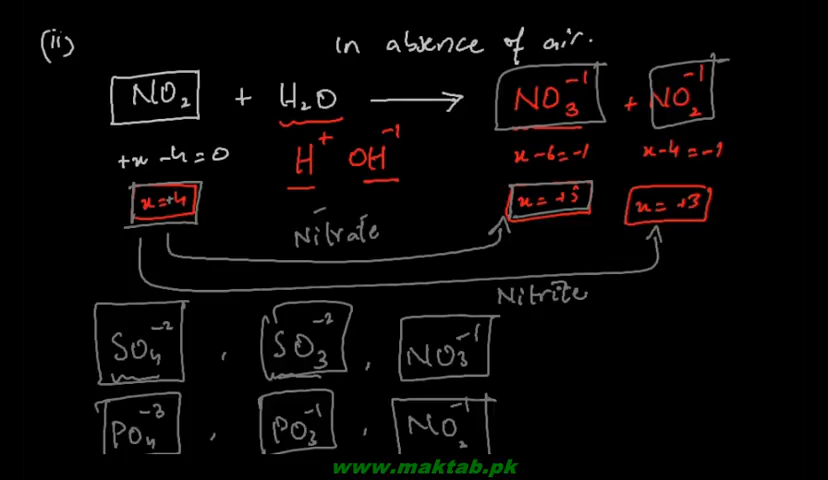 (ii) in absence of air.
NO₂ + H₂O → NO₃⁻¹ + NO₂⁻¹
+x - 4 = 0 H⁺ OH⁻¹ x - 6 = -1 x - 4 = -1
x = +4 x = +5 x = +3
Nitrate
Nitrite
SO₄⁻² , SO₃⁻² , NO₃⁻¹
PO₄⁻³ , PO₃⁻¹ , NO₂⁻¹
www.maktab.pk